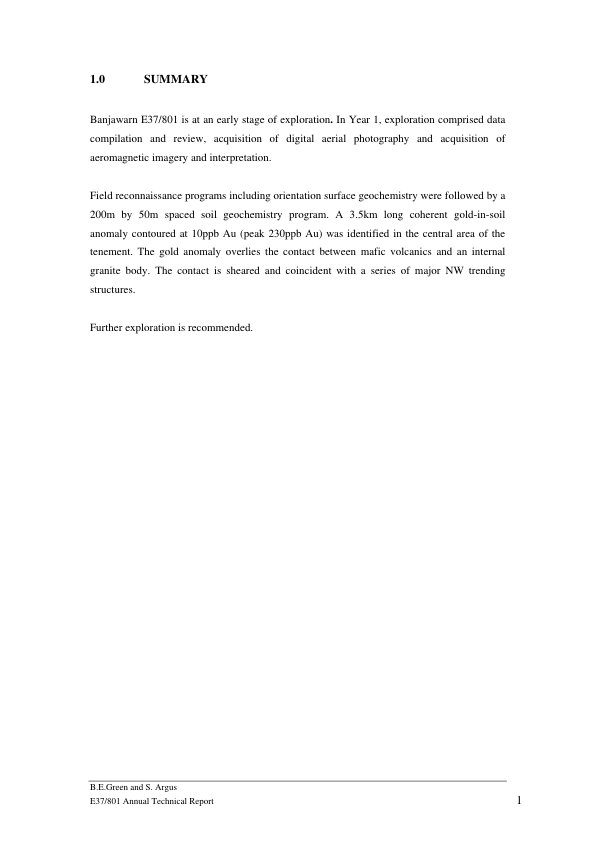 1.0 SUMMARY
Banjawarn E37/801 is at an early stage of exploration. In Year 1, exploration comprised data
compilation and review, acquisition of digital aerial photography and acquisition of
aeromagnetic imagery and interpretation.
Field reconnaissance programs including orientation surface geochemistry were followed by a
200m by 50m spaced soil geochemistry program. A 3.5km long coherent gold-in-soil
anomaly contoured at 10ppb Au (peak 230ppb Au) was identified in the central area of the
tenement. The gold anomaly overlies the contact between mafic volcanics and an internal
granite body. The contact is sheared and coincident with a series of major NW trending
structures.
Further exploration is recommended.
B.E.Green and S. Argus
E37/801 Annual Technical Report 1